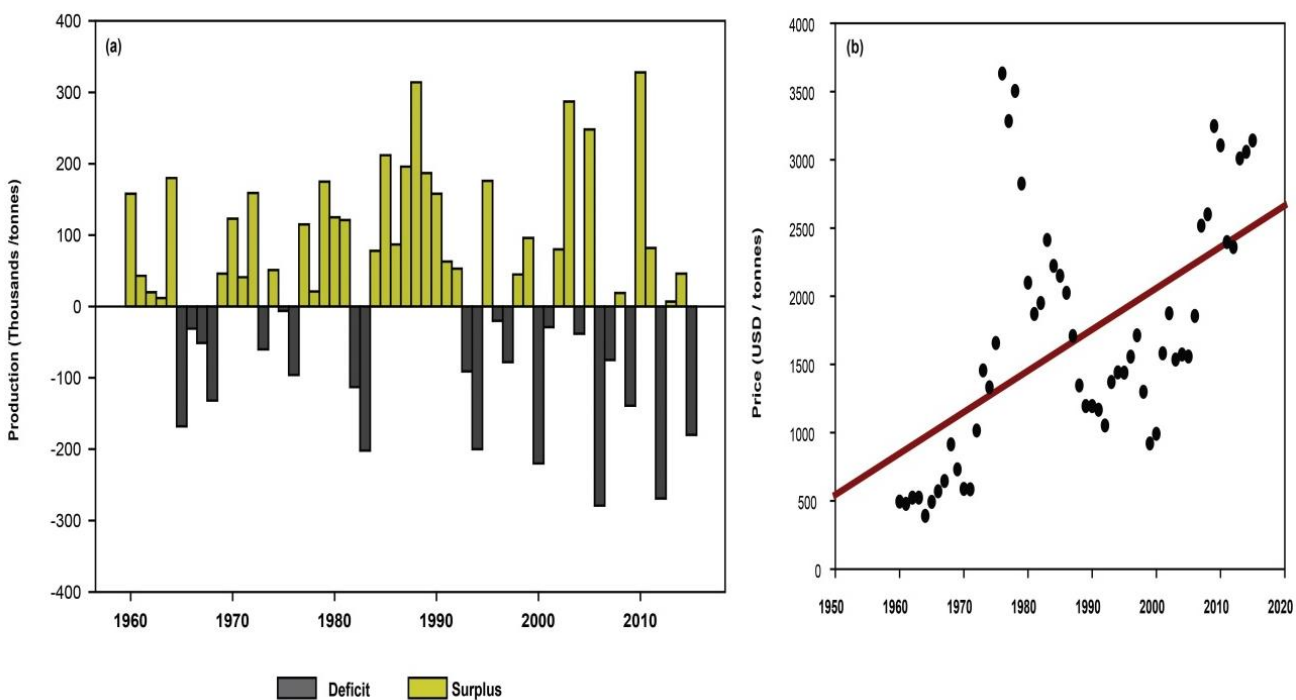 (a)
Production (Thousands /tonnes)
400
300
200
100
0
-100
-200
-300
-400
1960 1970 1980 1990 2000 2010
Deficit Surplus
(b)
Price (USD / tonnes)
4000
3500
3000
2500
2000
1500
1000
500
0
1950 1960 1970 1980 1990 2000 2010 2020